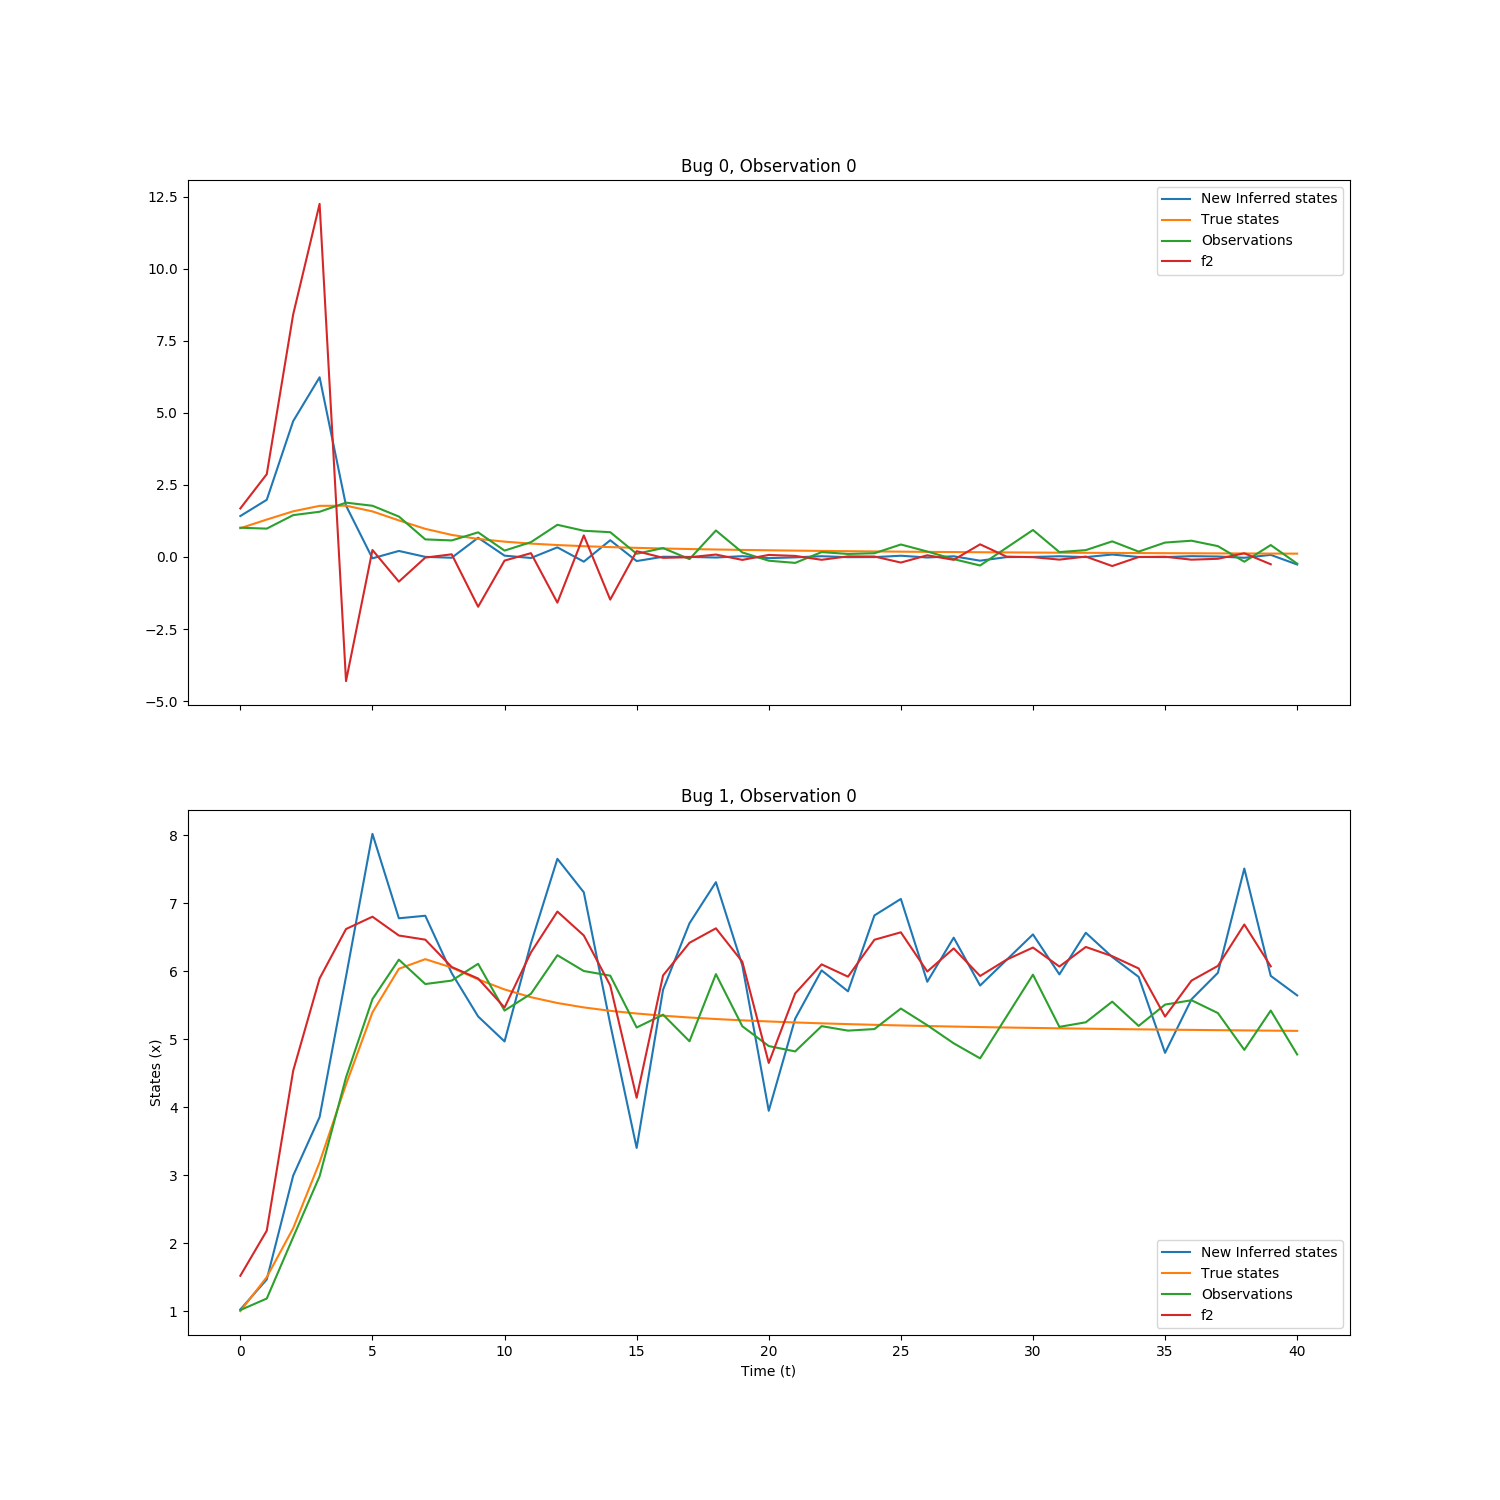 Bug 0, Observation 0
12.5
10.0
7.5
5.0
2.5
0.0
−2.5
−5.0
New Inferred states
True states
Observations
f2
Bug 1, Observation 0
States (x)
8
7
6
5
4
3
2
1
New Inferred states
True states
Observations
f2
0 5 10 15 20 25 30 35 40
Time (t)